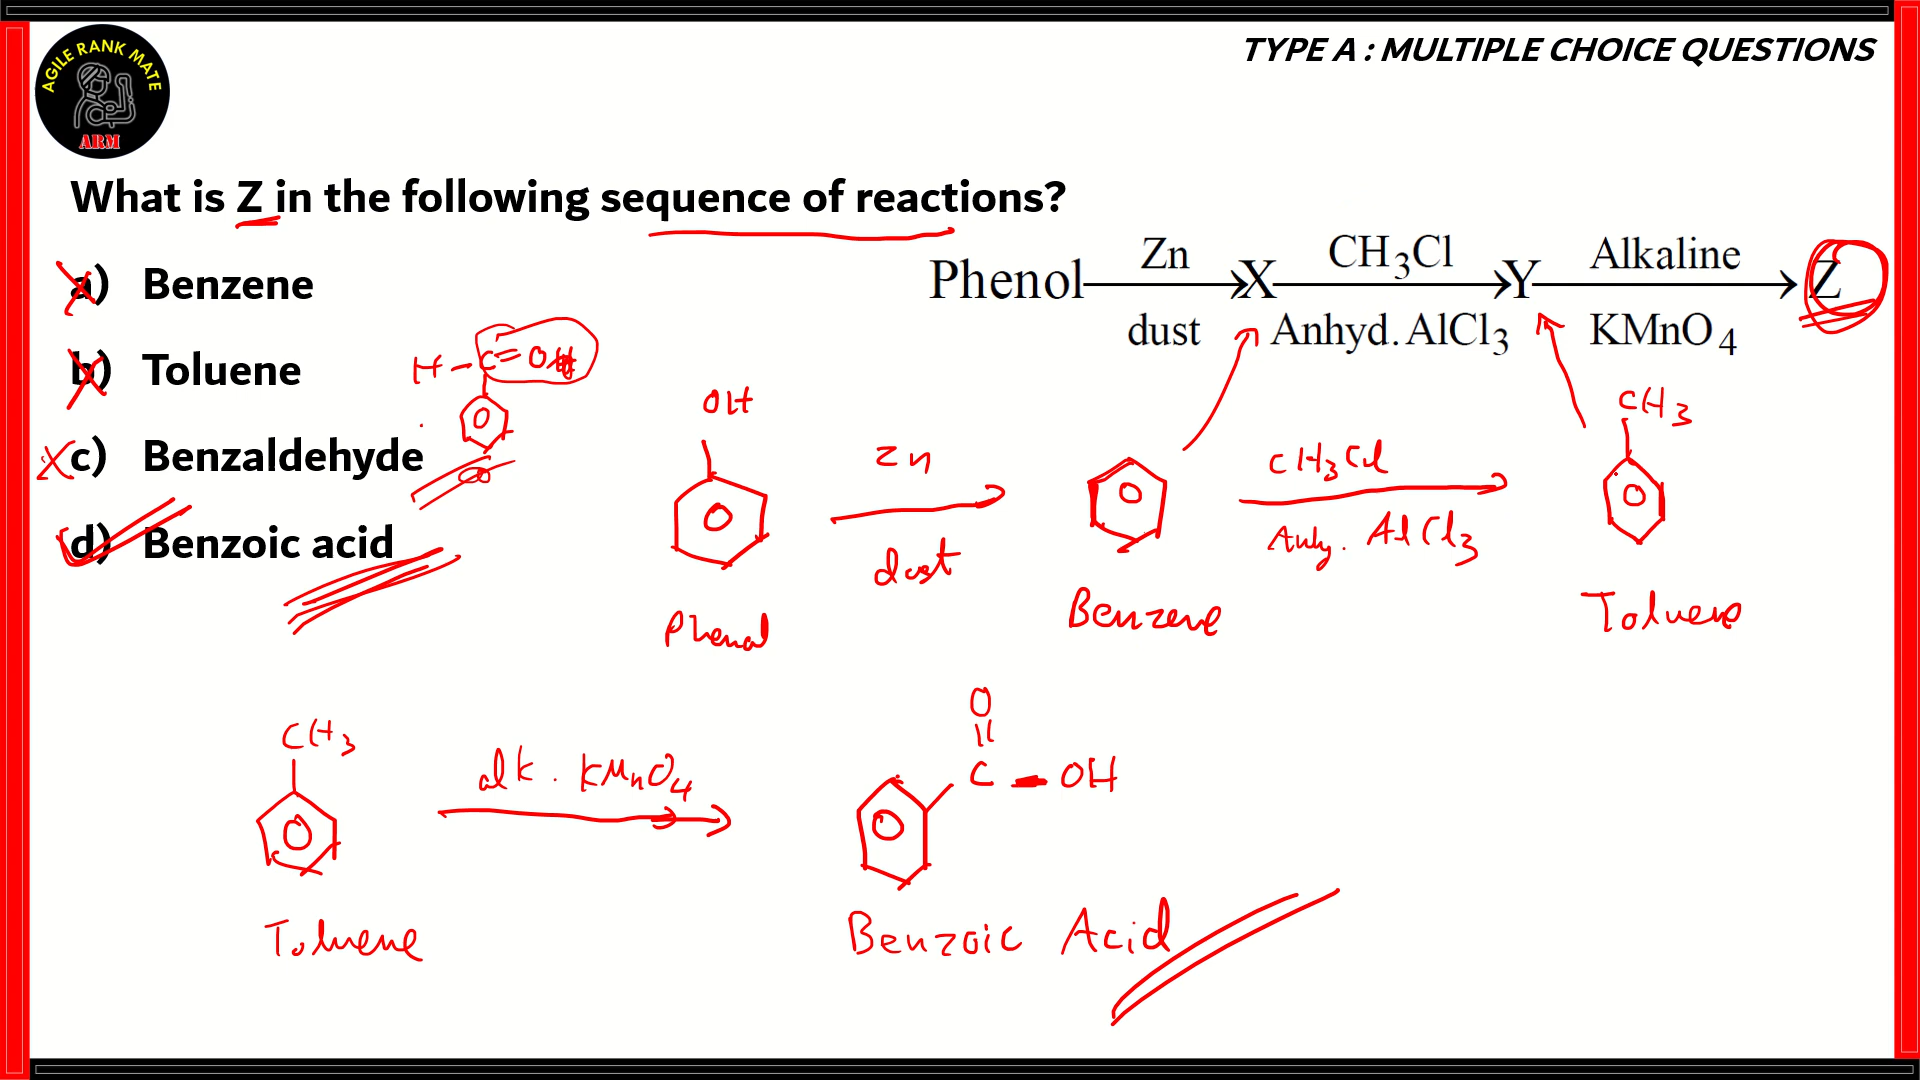 AGILE RANK MATE
ARM
TYPE A : MULTIPLE CHOICE QUESTIONS
What is Z in the following sequence of reactions?
Phenol Zn dust X CH3Cl Anhyd. AlCl3 Y Alkaline KMnO4 Z
a) Benzene
b) Toluene
c) Benzaldehyde
d) Benzoic acid
H - C = O
OH
Zn
dust
CH3Cl
Anhy. AlCl3
CH3
Phenol
Benzene
Toluene
CH3
alk. KMnO4
O
C - OH
Toluene
Benzoic Acid